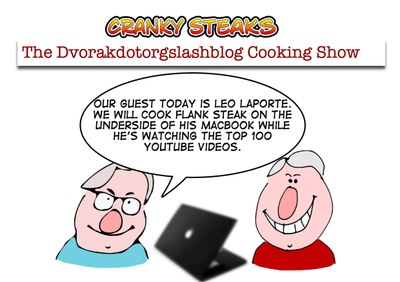 CRANKY STEAKS
The Dvorakdotorgslashblog Cooking Show
OUR GUEST TODAY IS LEO LAPORTE.
WE WILL COOK FLANK STEAK ON THE
UNDERSIDE OF HIS MACBOOK WHILE
HE'S WATCHING THE TOP 100
YOUTUBE VIDEOS.